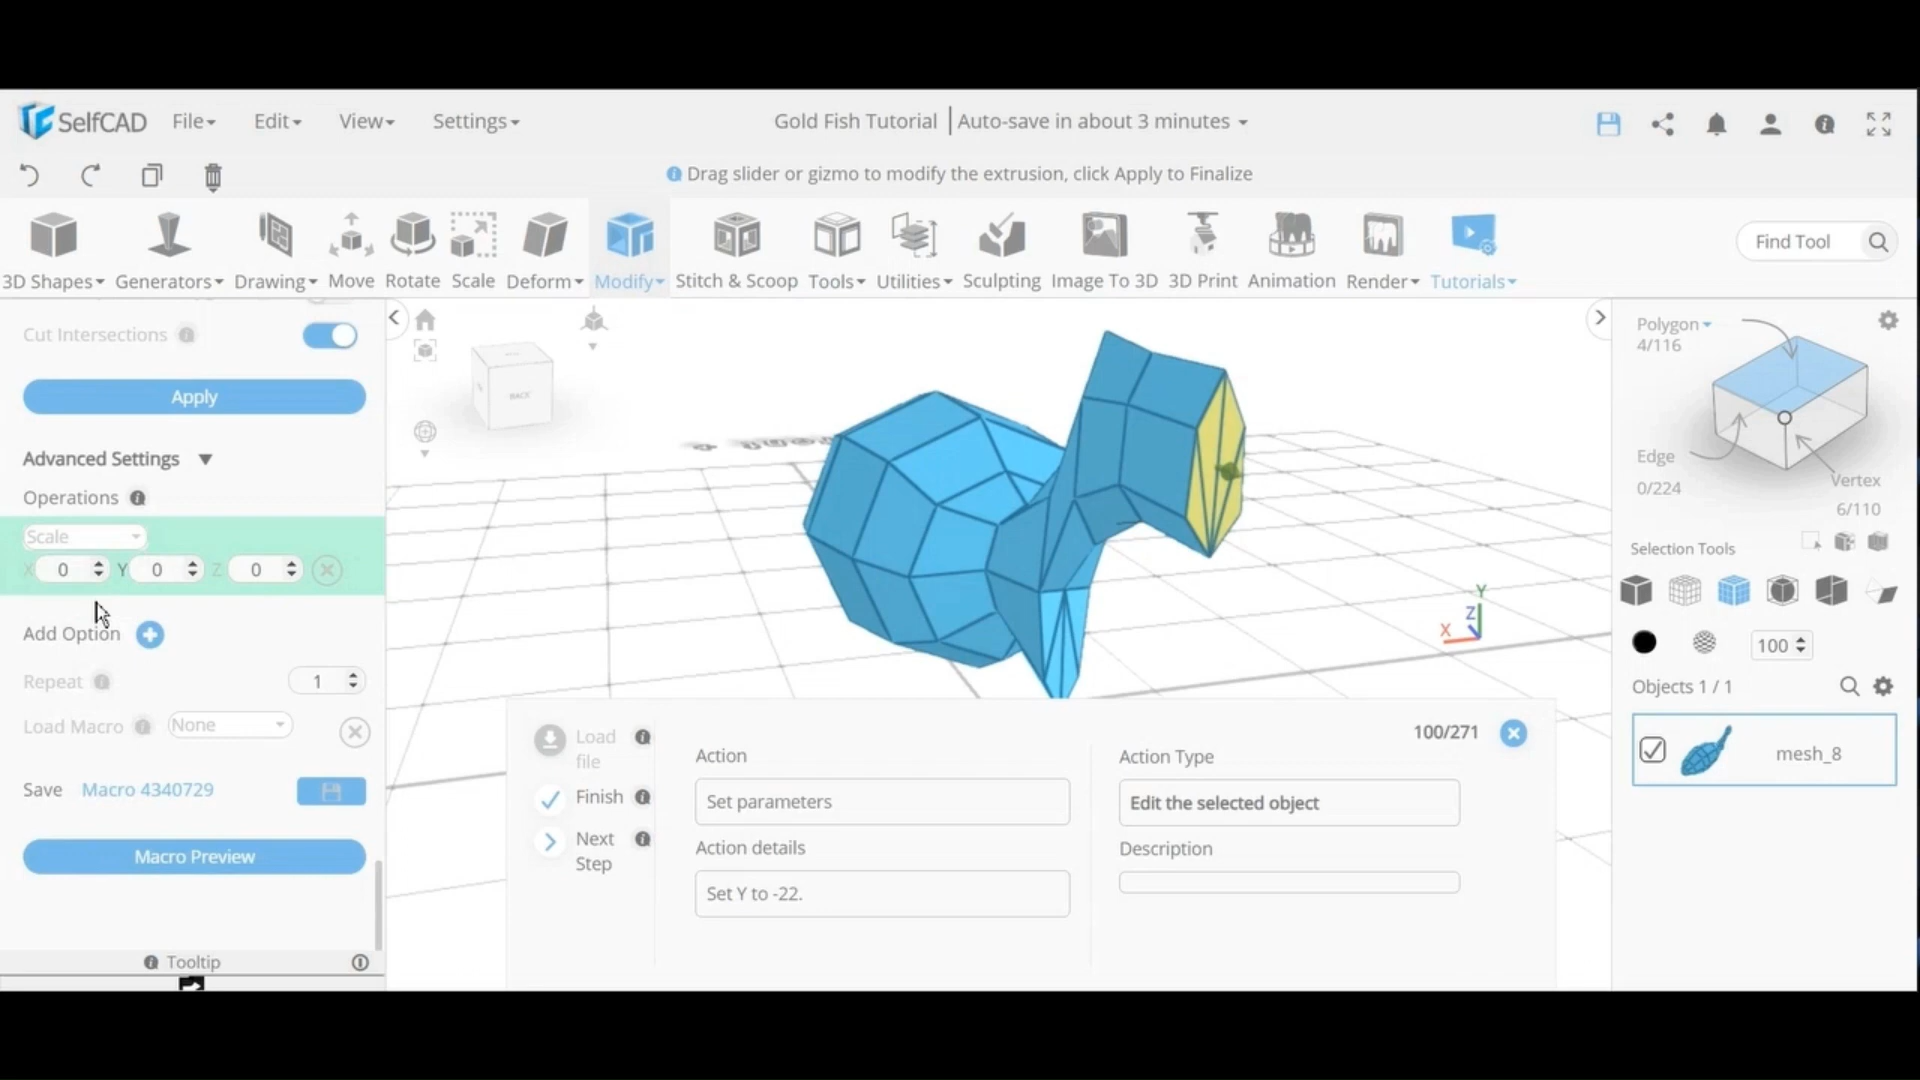 SelfCAD File Edit View Settings Gold Fish Tutorial Auto-save in about 3 minutes
Drag slider or gizmo to modify the extrusion, click Apply to Finalize
3D Shapes Generators Drawing Move Rotate Scale Deform Modify Stitch & Scoop Tools Utilities Sculpting Image To 3D 3D Print Animation Render Tutorials Find Tool
Cut Intersections
Apply
Advanced Settings
Operations
Scale
X 0 Y 0 Z 0
Add Option
Repeat 1
Load Macro None
Save Macro 4340729
Macro Preview
Tooltip
BACK
X Y Z
Load file
Finish
Next Step
Action
Set parameters
Action details
Set Y to -22.
100/271
Action Type
Edit the selected object
Description
Polygon
4/116
Edge
0/224
Vertex
6/110
Selection Tools
100
Objects 1 / 1
mesh_8